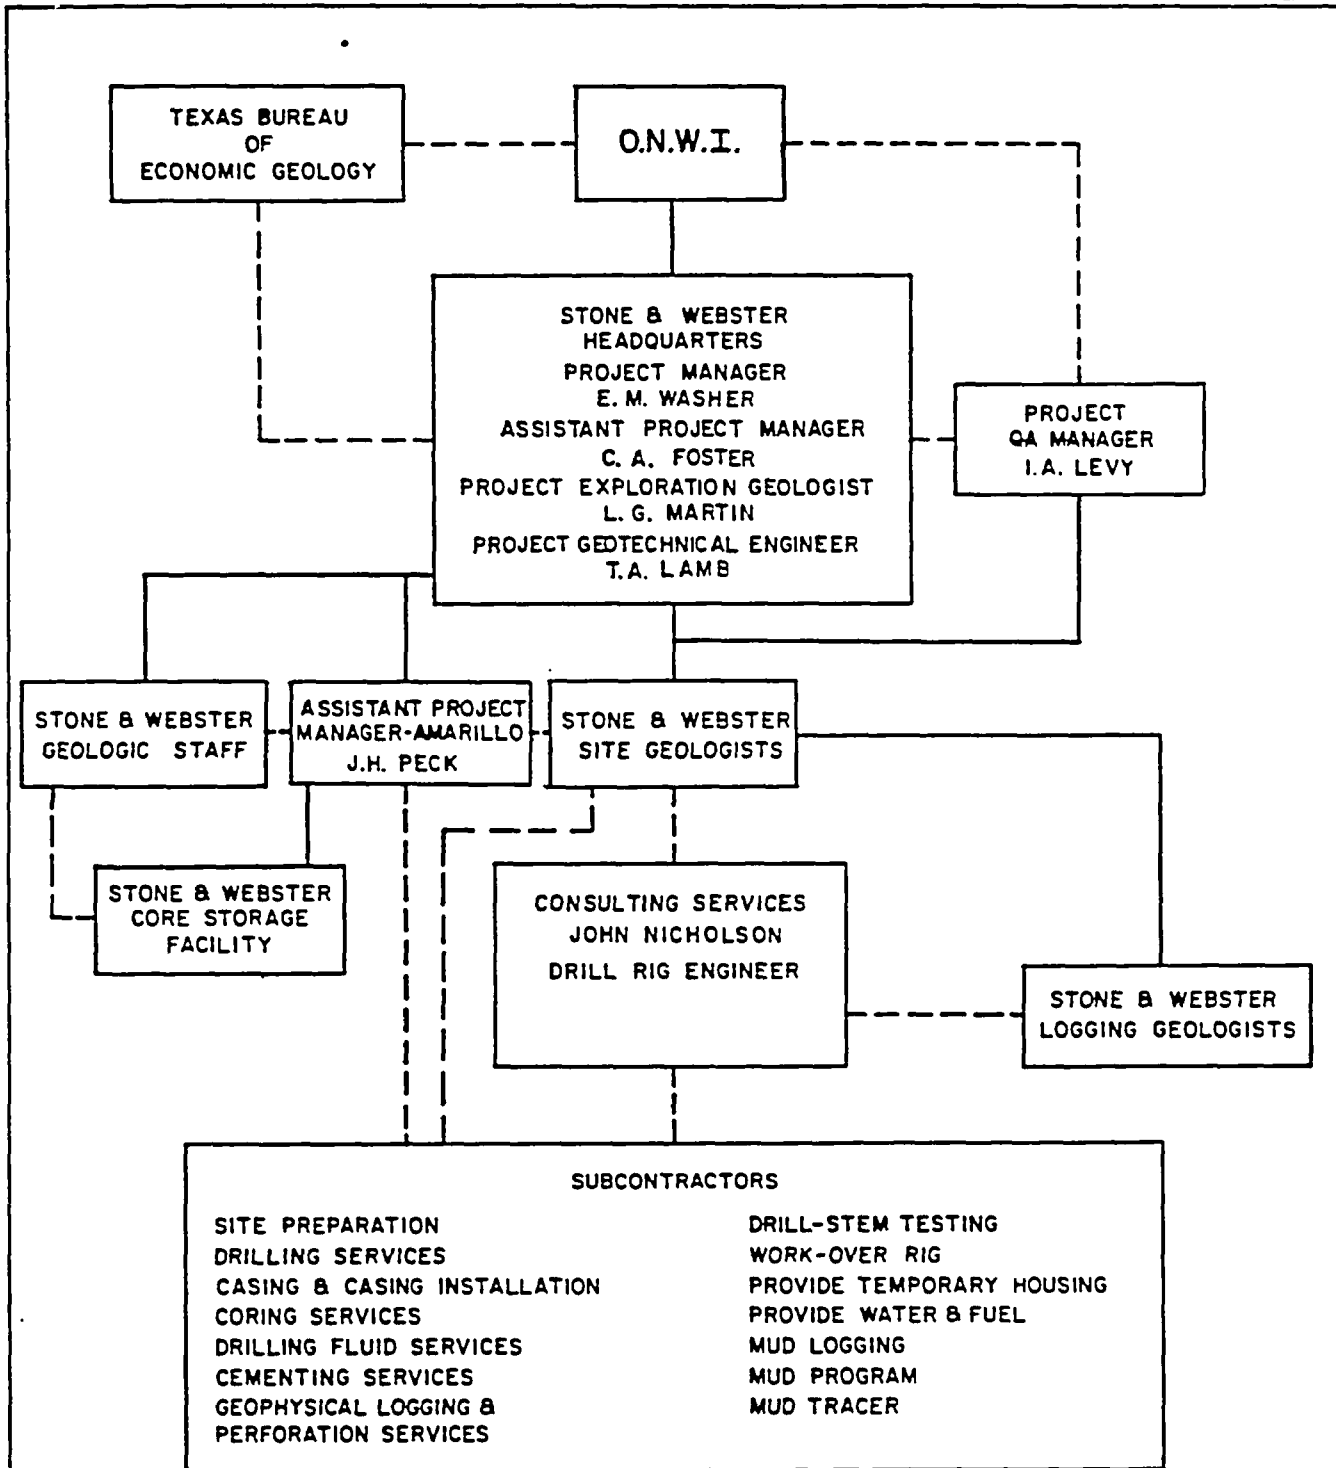 TEXAS BUREAU
OF
ECONOMIC GEOLOGY
O.N.W.I.
STONE & WEBSTER
HEADQUARTERS
PROJECT MANAGER
E. M. WASHER
ASSISTANT PROJECT MANAGER
C. A. FOSTER
PROJECT EXPLORATION GEOLOGIST
L. G. MARTIN
PROJECT GEOTECHNICAL ENGINEER
T.A. LAMB
PROJECT
QA MANAGER
I.A. LEVY
STONE & WEBSTER
GEOLOGIC STAFF
ASSISTANT PROJECT
MANAGER-AMARILLO
J.H. PECK
STONE & WEBSTER
SITE GEOLOGISTS
STONE & WEBSTER
CORE STORAGE
FACILITY
CONSULTING SERVICES
JOHN NICHOLSON
DRILL RIG ENGINEER
STONE & WEBSTER
LOGGING GEOLOGISTS
SUBCONTRACTORS
SITE PREPARATION
DRILLING SERVICES
CASING & CASING INSTALLATION
CORING SERVICES
DRILLING FLUID SERVICES
CEMENTING SERVICES
GEOPHYSICAL LOGGING &
PERFORATION SERVICES
DRILL-STEM TESTING
WORK-OVER RIG
PROVIDE TEMPORARY HOUSING
PROVIDE WATER & FUEL
MUD LOGGING
MUD PROGRAM
MUD TRACER